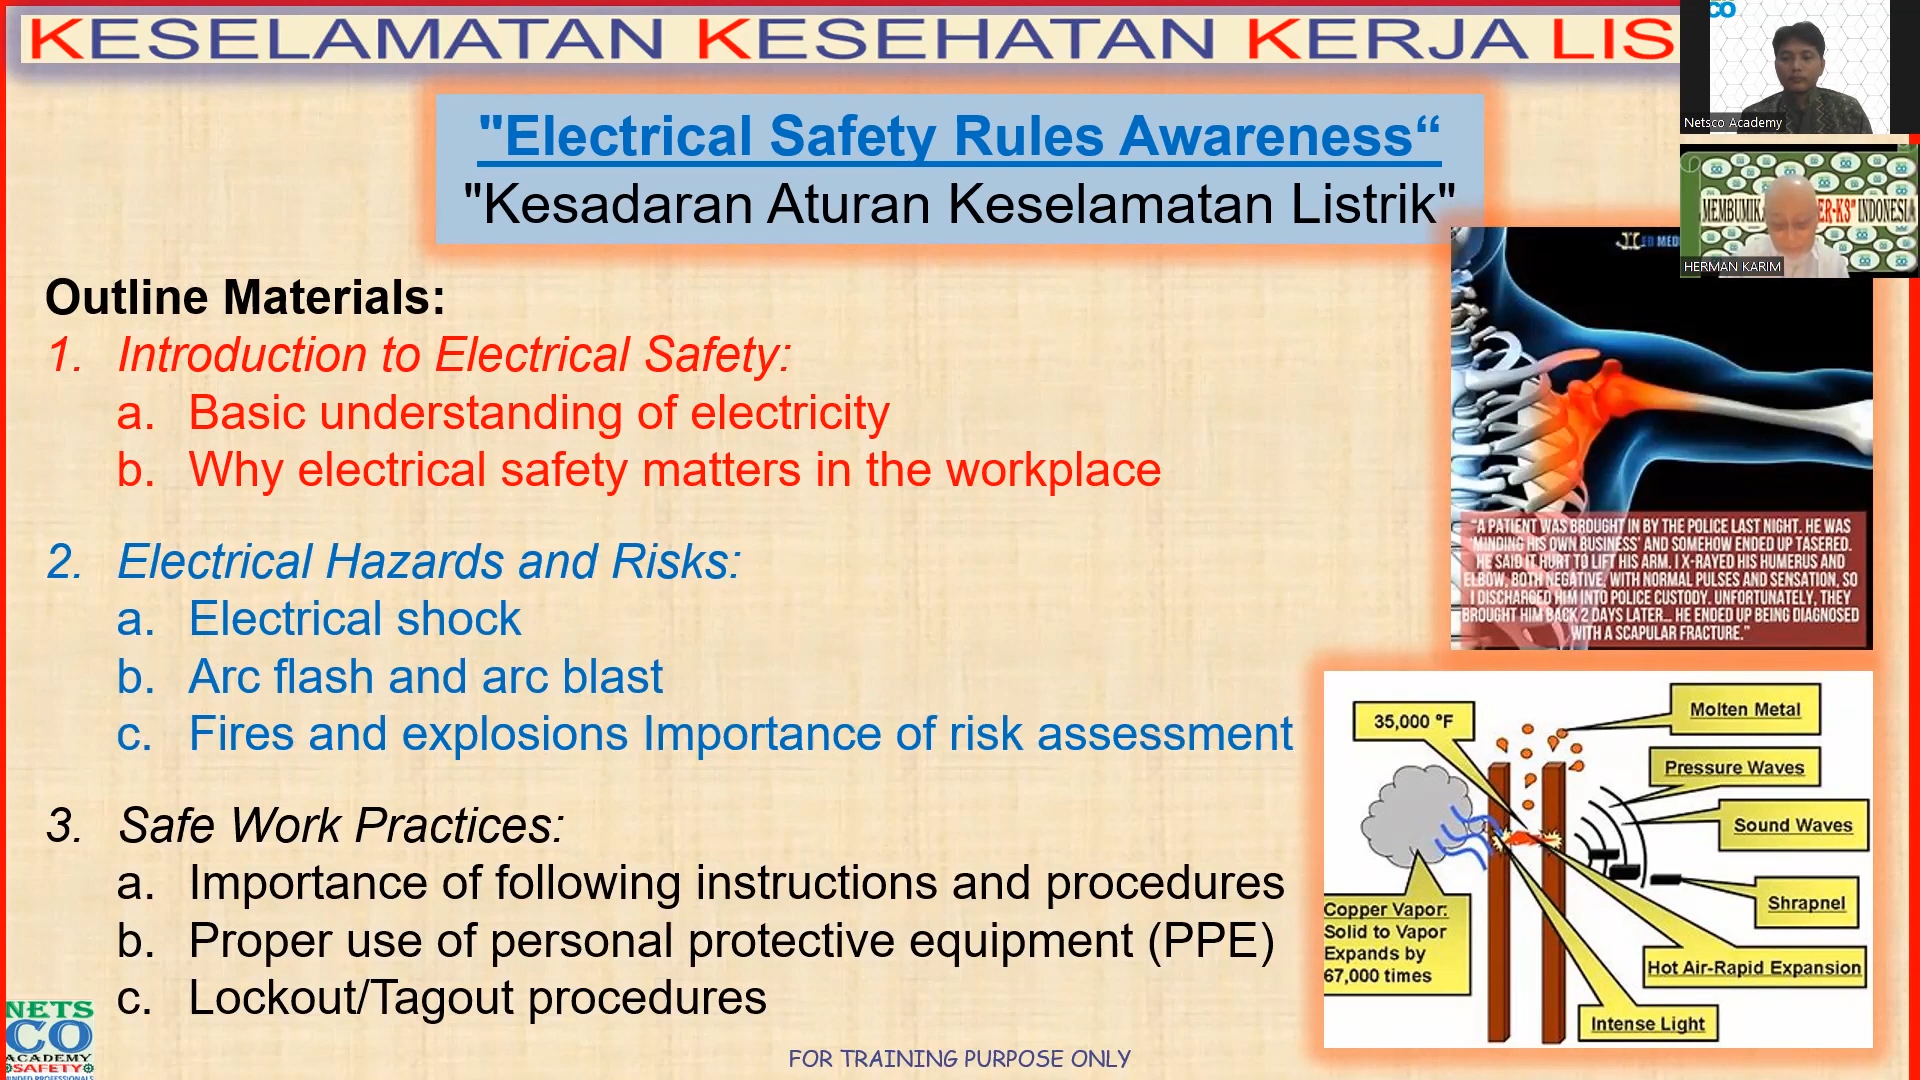 KESELAMATAN KESEHATAN KERJA LIS
CO
Netsco Academy
"Electrical Safety Rules Awareness“
"Kesadaran Aturan Keselamatan Listrik"
MEMBUMIKA ER-K3" INDONESIA
HERMAN KARIM
Outline Materials:
1. Introduction to Electrical Safety:
a. Basic understanding of electricity
b. Why electrical safety matters in the workplace
2. Electrical Hazards and Risks:
a. Electrical shock
b. Arc flash and arc blast
c. Fires and explosions Importance of risk assessment
3. Safe Work Practices:
a. Importance of following instructions and procedures
b. Proper use of personal protective equipment (PPE)
c. Lockout/Tagout procedures
"A PATIENT WAS BROUGHT IN BY THE POLICE LAST NIGHT. HE WAS
'MINDING HIS OWN BUSINESS' AND SOMEHOW ENDED UP TASERED.
HE SAID IT HURT TO LIFT HIS ARM. I X-RAYED HIS HUMERUS AND
ELBOW, BOTH NEGATIVE, WITH NORMAL PULSES AND SENSATION, SO
I DISCHARGED HIM INTO POLICE CUSTODY. UNFORTUNATELY, THEY
BROUGHT HIM BACK 2 DAYS LATER... HE ENDED UP BEING DIAGNOSED
WITH A SCAPULAR FRACTURE."
35,000 °F
Molten Metal
Pressure Waves
Sound Waves
Shrapnel
Copper Vapor:
Solid to Vapor
Expands by
67,000 times
Hot Air-Rapid Expansion
Intense Light
NETS
CO
ACADEMY
SAFETY
MINDED PROFESSIONALS
FOR TRAINING PURPOSE ONLY